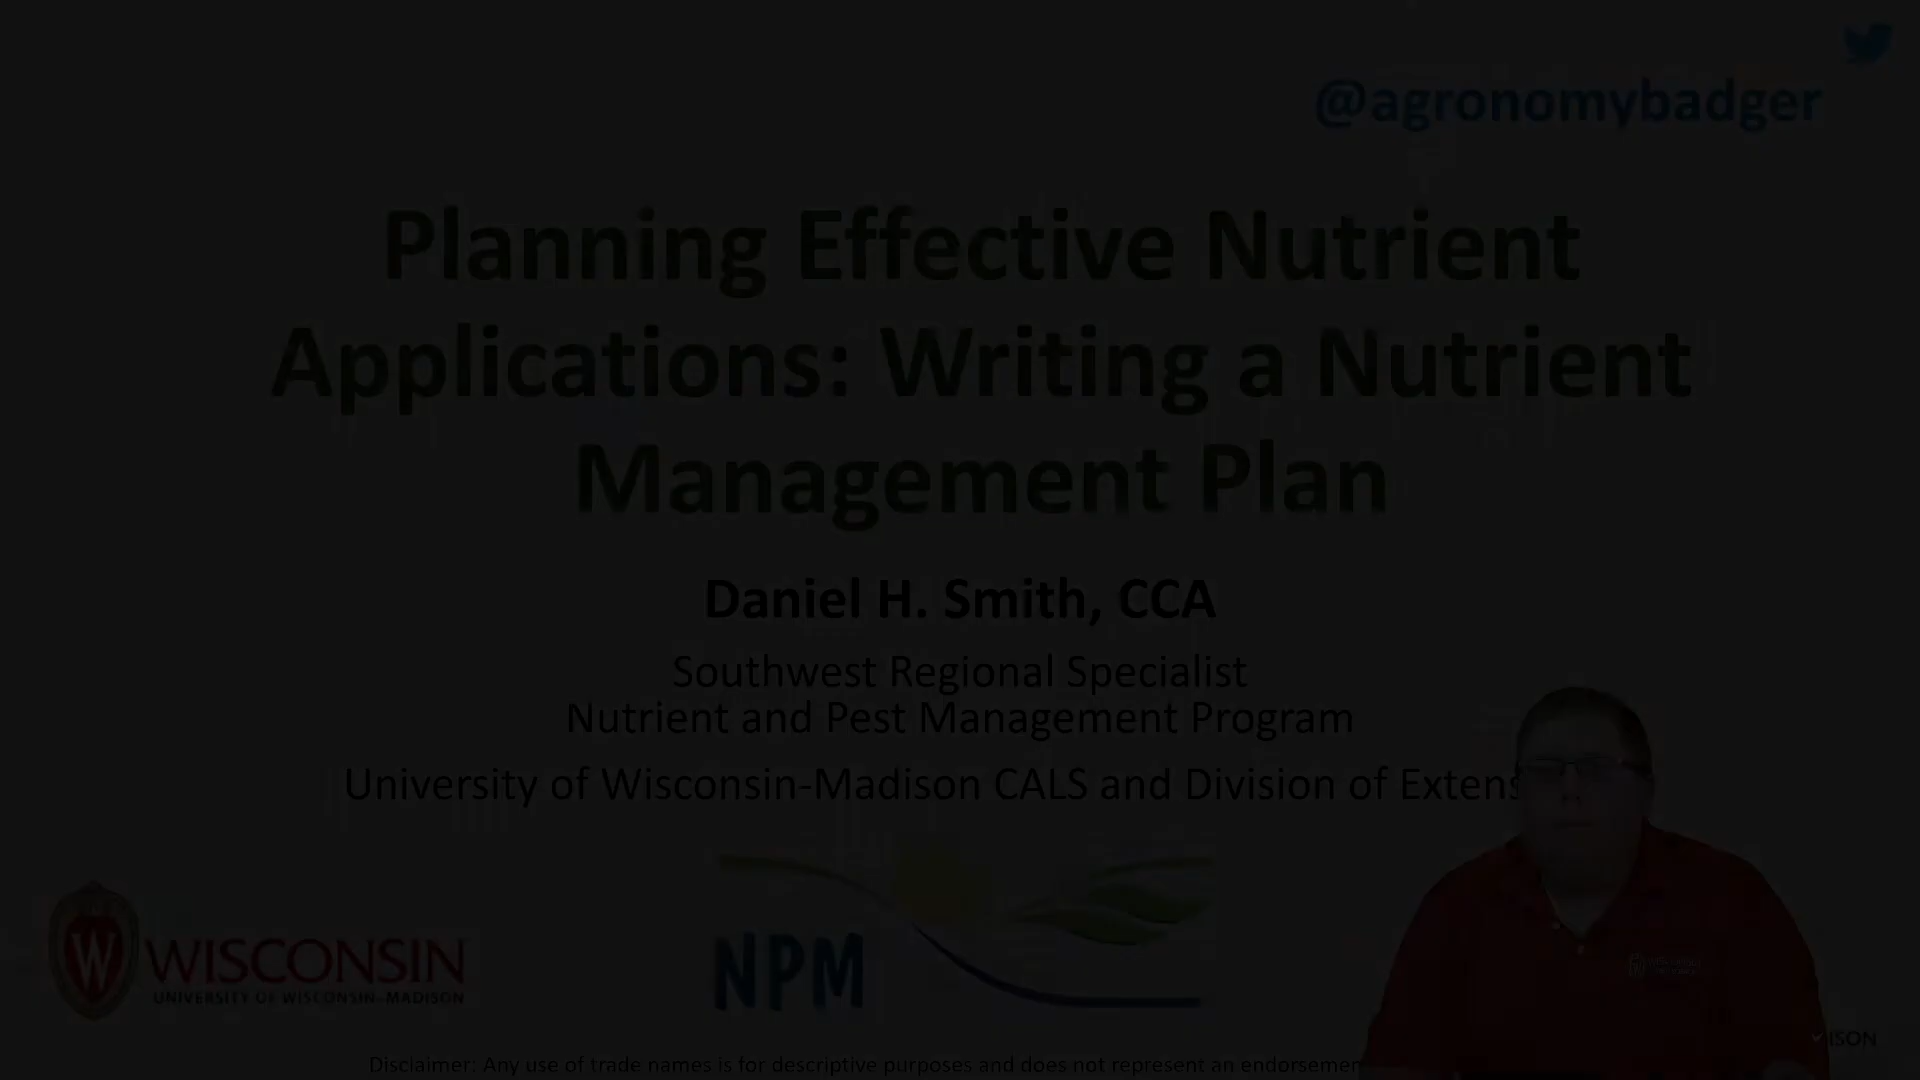 @agronomybadger
Planning Effective Nutrient
Applications: Writing a Nutrient
Management Plan
Daniel H. Smith, CCA
Southwest Regional Specialist
Nutrient and Pest Management Program
University of Wisconsin-Madison CALS and Division of Extens
W WISCONSIN
UNIVERSITY OF WISCONSIN–MADISON
NPM
ISON
Disclaimer: Any use of trade names is for descriptive purposes and does not represent an endorsemen